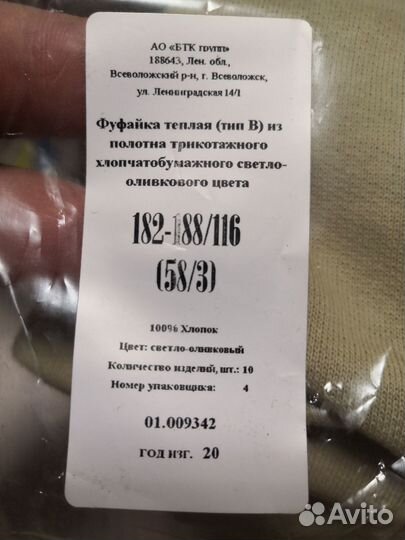 АО «БТК групп»
188643, Лен. обл.,
Всеволожский р-н, г. Всеволожск,
ул. Ленинградская 14/1
Фуфайка теплая (тип В) из
полотна трикотажного
хлопчатобумажного светло-
оливкового цвета
182-188/116
(58/3)
100% Хлопок
Цвет: светло-оливковый
Количество изделий, шт.: 10
Номер упаковщика: 4
01.009342
ГОД ИЗГ. 20
Avito